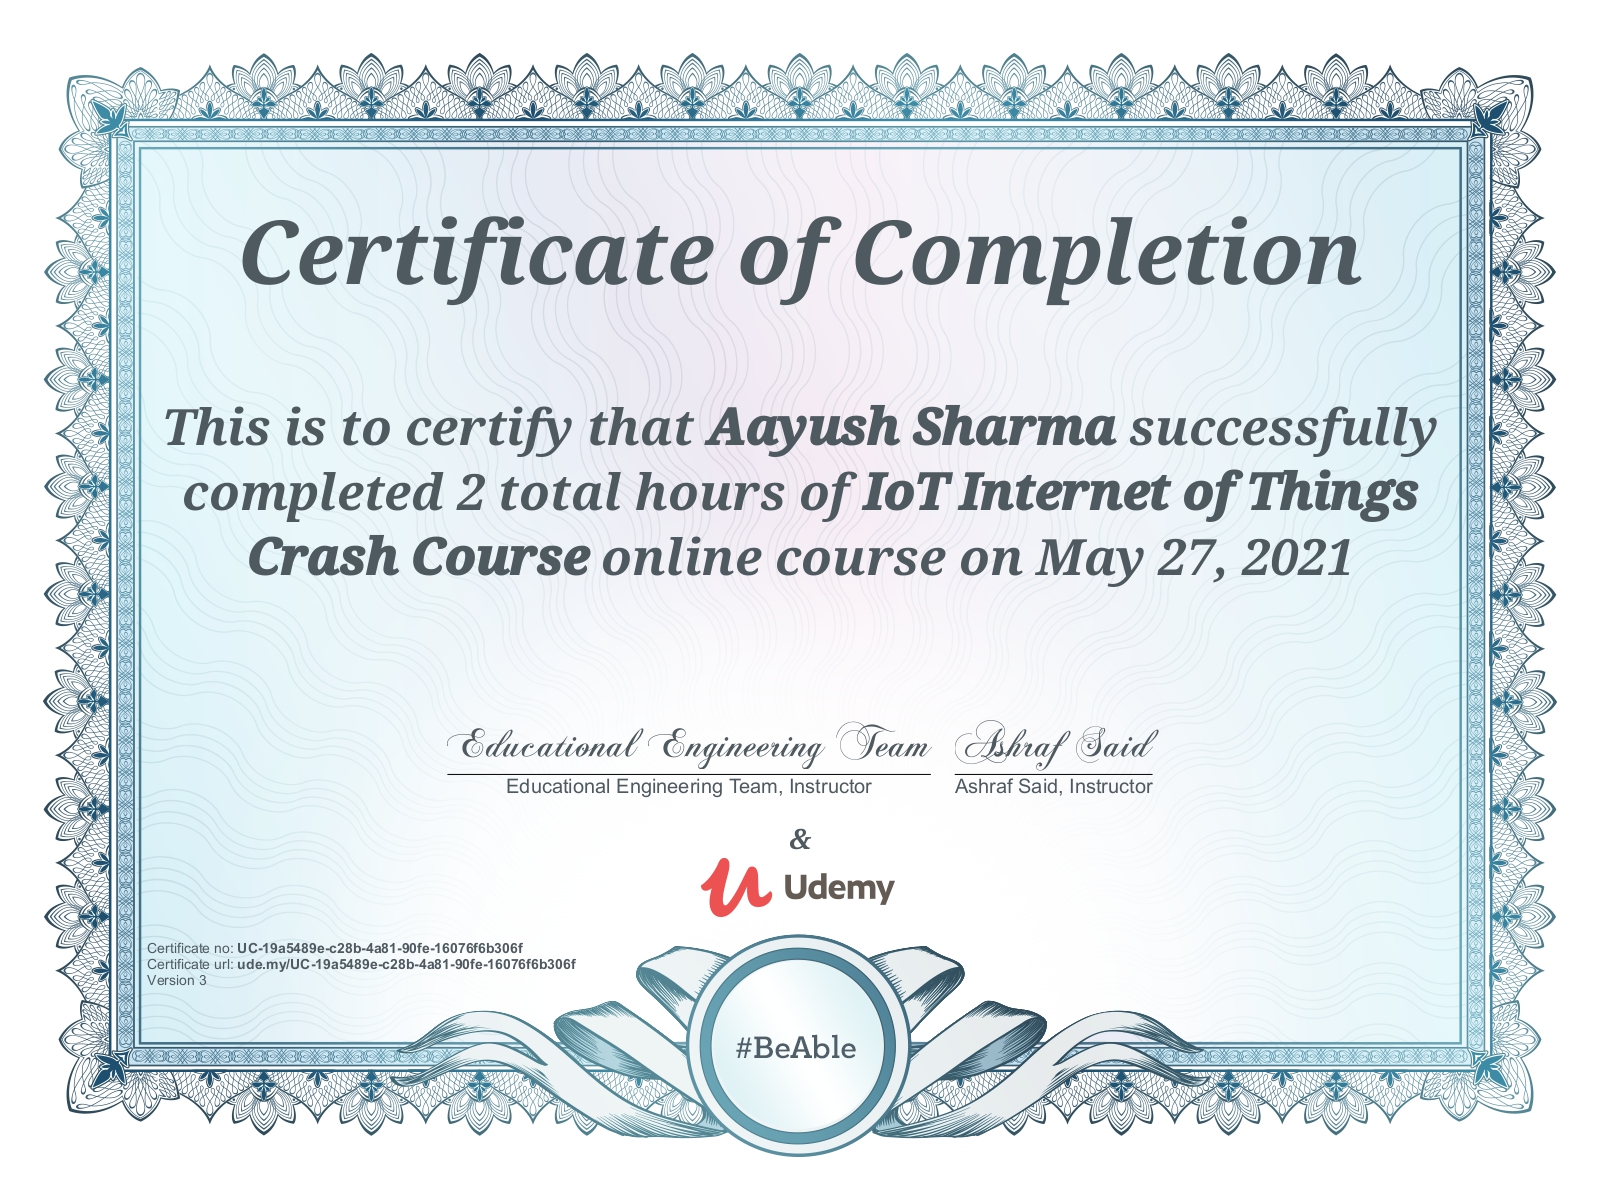 Certificate of Completion
This is to certify that Aayush Sharma successfully
completed 2 total hours of IoT Internet of Things
Crash Course online course on May 27, 2021
Educational Engineering Team Ashraf Said
Educational Engineering Team, Instructor Ashraf Said, Instructor
&
Udemy
Certificate no: UC-19a5489e-c28b-4a81-90fe-16076f6b306f
Certificate url: ude.my/UC-19a5489e-c28b-4a81-90fe-16076f6b306f
Version 3
#BeAble